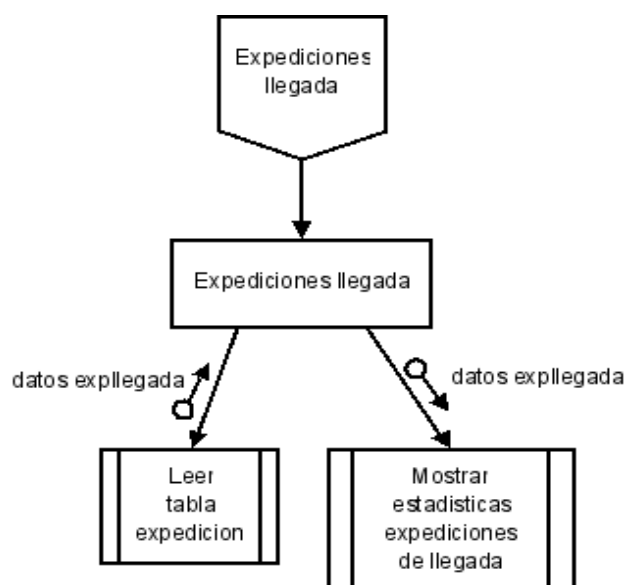 Expediciones
llegada
Expediciones llegada
datos expllegada
datos expllegada
Leer
tabla
expedicion
Mostrar
estadisticas
expediciones
de llegada